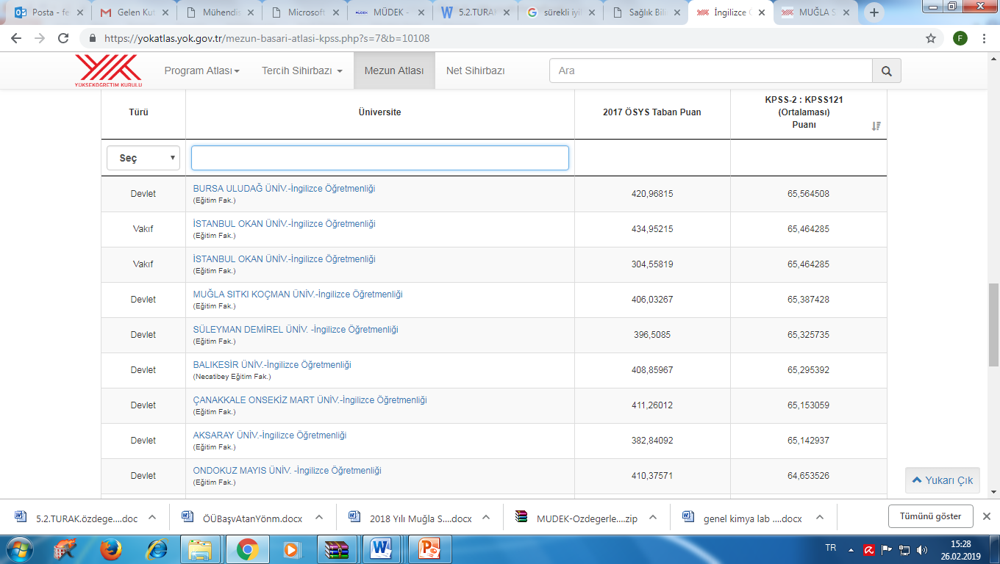 Posta - fe
Gelen Kut
Mühendis
Microsoft
MÜDEK -
5.2.TURAK
sürekli iyil
Sağlık Bili
İngilizce Ö
MUĞLA S
https://yokatlas.yok.gov.tr/mezun-basari-atlasi-kpss.php?s=7&b=10108
F
YÜKSEKÖĞRETİM KURULU
Program Atlası
Tercih Sihirbazı
Mezun Atlası
Net Sihirbazı
Ara
Türü
Üniversite
2017 ÖSYS Taban Puan
KPSS-2 : KPSS121
(Ortalaması)
Puanı
Seç
Devlet
BURSA ULUDAĞ ÜNİV.-İngilizce Öğretmenliği
(Eğitim Fak.)
420,96815
65,564508
Vakıf
İSTANBUL OKAN ÜNİV.-İngilizce Öğretmenliği
(Eğitim Fak.)
434,95215
65,464285
Vakıf
İSTANBUL OKAN ÜNİV.-İngilizce Öğretmenliği
(Eğitim Fak.)
304,55819
65,464285
Devlet
MUĞLA SITKI KOÇMAN ÜNİV.-İngilizce Öğretmenliği
(Eğitim Fak.)
406,03267
65,387428
Devlet
SÜLEYMAN DEMİREL ÜNİV. -İngilizce Öğretmenliği
(Eğitim Fak.)
396,5085
65,325735
Devlet
BALIKESİR ÜNİV.-İngilizce Öğretmenliği
(Necatibey Eğitim Fak.)
408,85967
65,295392
Devlet
ÇANAKKALE ONSEKİZ MART ÜNİV.-İngilizce Öğretmenliği
(Eğitim Fak.)
411,26012
65,153059
Devlet
AKSARAY ÜNİV.-İngilizce Öğretmenliği
(Eğitim Fak.)
382,84092
65,142937
Devlet
ONDOKUZ MAYIS ÜNİV. -İngilizce Öğretmenliği
(Eğitim Fak.)
410,37571
64,653526
Yukarı Çık
5.2.TURAK.özdege....doc
ÖÜBaşvAtanYönm.docx
2018 Yılı Muğla S....docx
MUDEK-Ozdegerle....zip
genel kimya lab ....docx
Tümünü göster
TR
15:28
26.02.2019